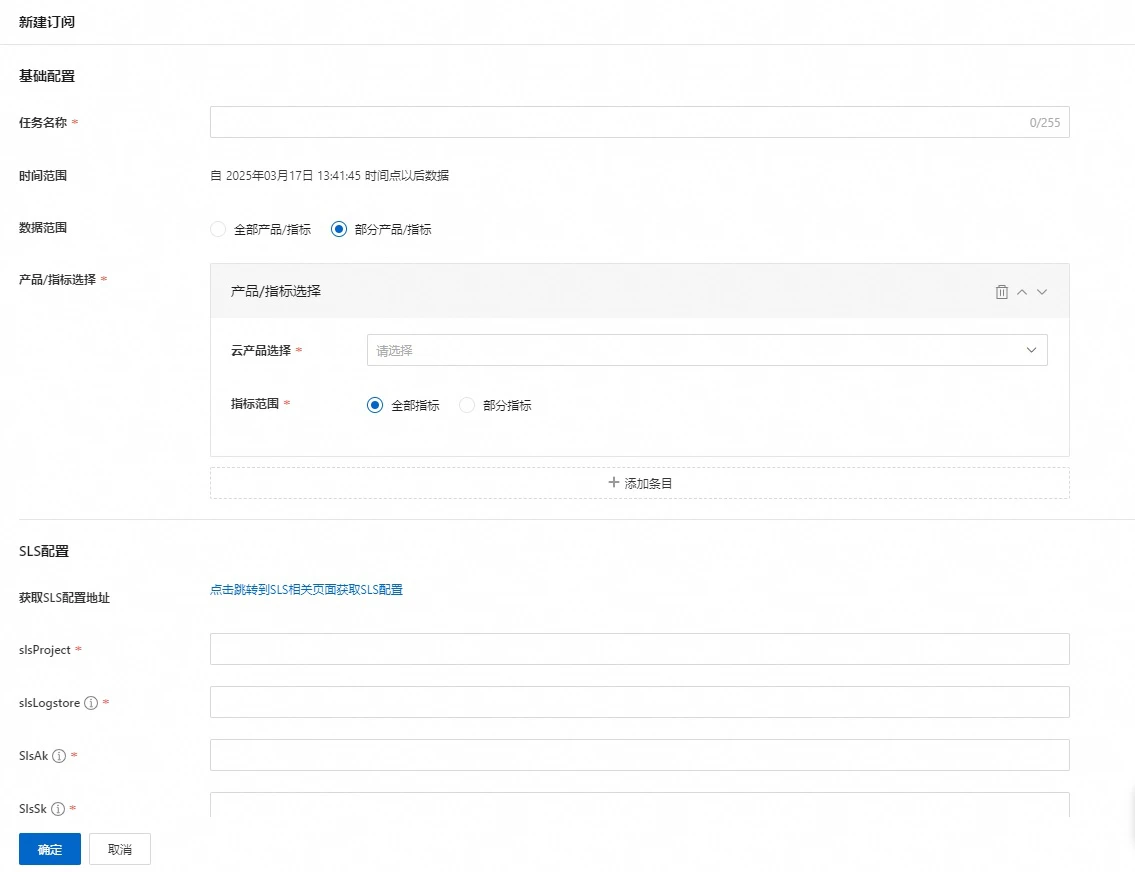 新建订阅
基础配置
任务名称 *
0/255
时间范围
自 2025年03月17日 13:41:45 时间点以后数据
数据范围
全部产品/指标 部分产品/指标
产品/指标选择 *
产品/指标选择
云产品选择 *
请选择
指标范围 *
全部指标 部分指标
添加条目
SLS配置
获取SLS配置地址
点击跳转到SLS相关页面获取SLS配置
slsProject *
slsLogstore *
SlsAk *
SlsSk *
确定 取消